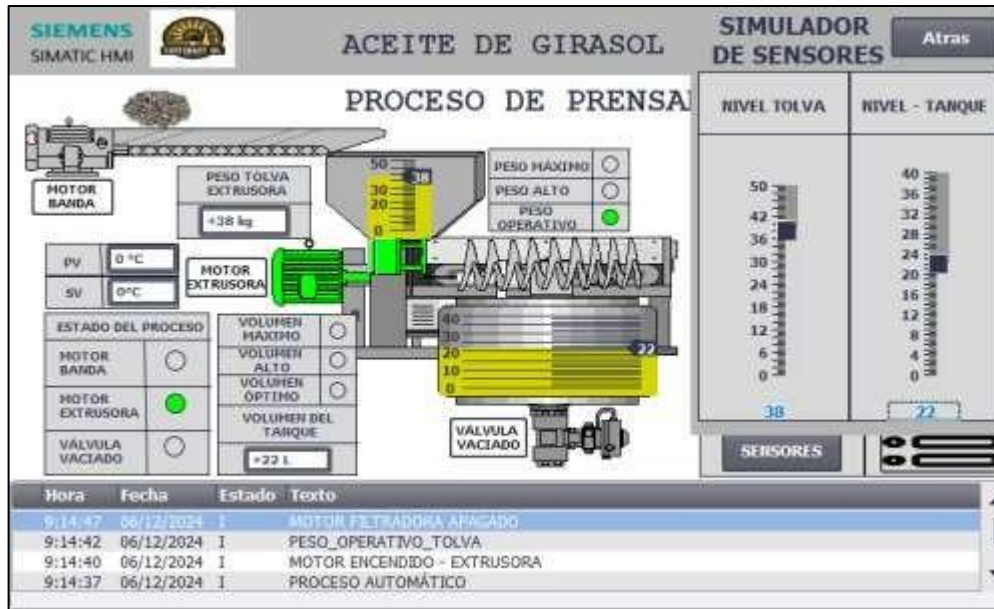 SIEMENS
SIMATIC HMI
ACEITE DE GIRASOL
SIMULADOR
DE SENSORES
Atras
PROCESO DE PRENSA
NIVEL TOLVA
NIVEL - TANQUE
MOTOR
BANDA
PESO TOLVA
EXTRUSORA
+38 kg
50
38
30
20
0
PESO MÁXIMO
PESO ALTO
PESO
OPERATIVO
PV
0 °C
SV
0°C
MOTOR
EXTRUSORA
ESTADO DEL PROCESO
MOTOR
BANDA
MOTOR
EXTRUSORA
VÁLVULA
VACIADO
VOLUMEN
MÁXIMO
VOLUMEN
ALTO
VOLUMEN
ÓPTIMO
VOLUMEN DEL
TANQUE
+22 L
40
30
20
10
0
22
VÁLVULA
VACIADO
50
42
36
30
24
18
12
6
0
38
40
36
32
28
24
20
16
12
8
4
0
22
SENSORES
Hora Fecha Estado Texto
9:14:47 06/12/2024 I MOTOR FILTRADORA APAGADO
9:14:42 06/12/2024 I PESO_OPERATIVO_TOLVA
9:14:40 06/12/2024 I MOTOR ENCENDIDO - EXTRUSORA
9:14:37 06/12/2024 I PROCESO AUTOMÁTICO